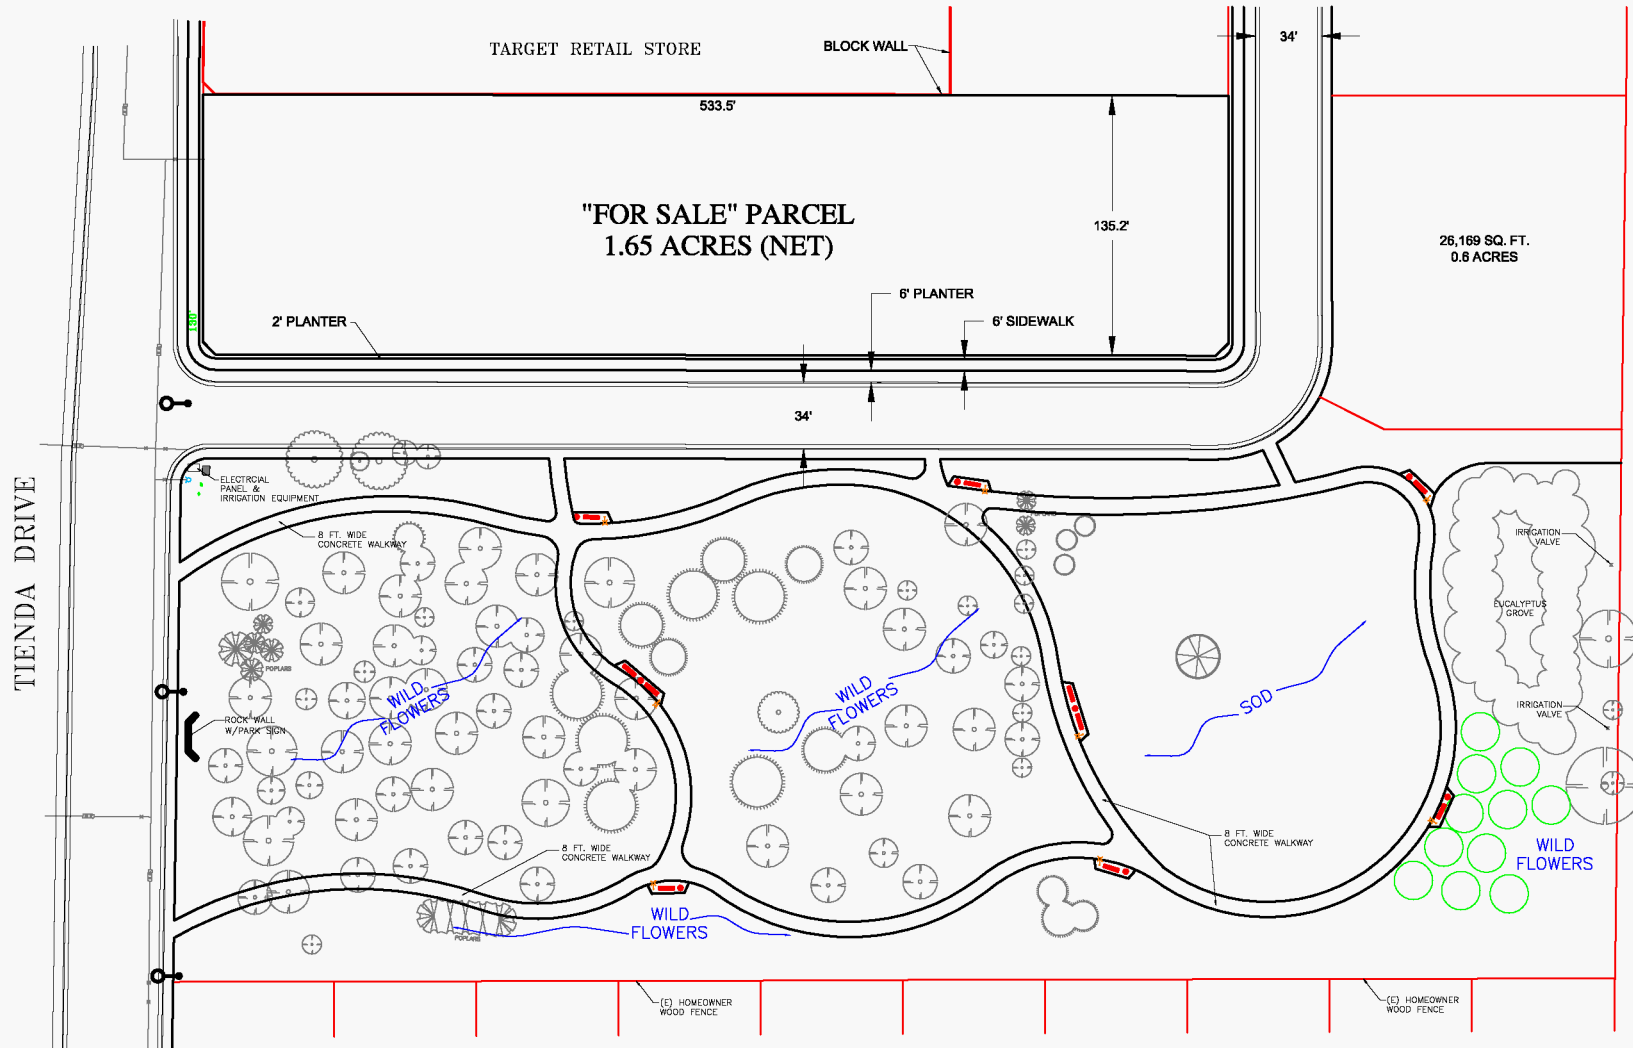 TARGET RETAIL STORE
BLOCK WALL
34'
533.5'
"FOR SALE" PARCEL
1.65 ACRES (NET)
135.2'
26,169 SQ. FT.
0.6 ACRES
6' PLANTER
2' PLANTER
6' SIDEWALK
190'
34'
TIENDA DRIVE
ELECTRCIAL
PANEL &
IRRIGATION EQUIPMENT
8 FT. WIDE
CONCRETE WALKWAY
IRRIGATION
VALVE
EUCALYPTUS
GROVE
POPLARS
WILD
FLOWERS
WILD
FLOWERS
SOD
ROCK WALL
W/PARK SIGN
IRRIGATION
VALVE
8 FT. WIDE
CONCRETE WALKWAY
8 FT. WIDE
CONCRETE WALKWAY
WILD
FLOWERS
WILD
FLOWERS
POPLARS
(E) HOMEOWNER
WOOD FENCE
(E) HOMEOWNER
WOOD FENCE